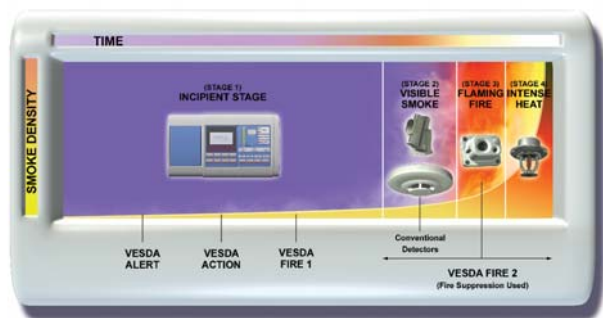 TIME
SMOKE DENSITY
(STAGE 1)
INCIPIENT STAGE
(STAGE 2)
VISIBLE
SMOKE
(STAGE 3)
FLAMING
FIRE
(STAGE 4)
INTENSE
HEAT
VESDA
ALERT
VESDA
ACTION
VESDA
FIRE 1
Conventional
Detectors
VESDA FIRE 2
(Fire Suppression Used)